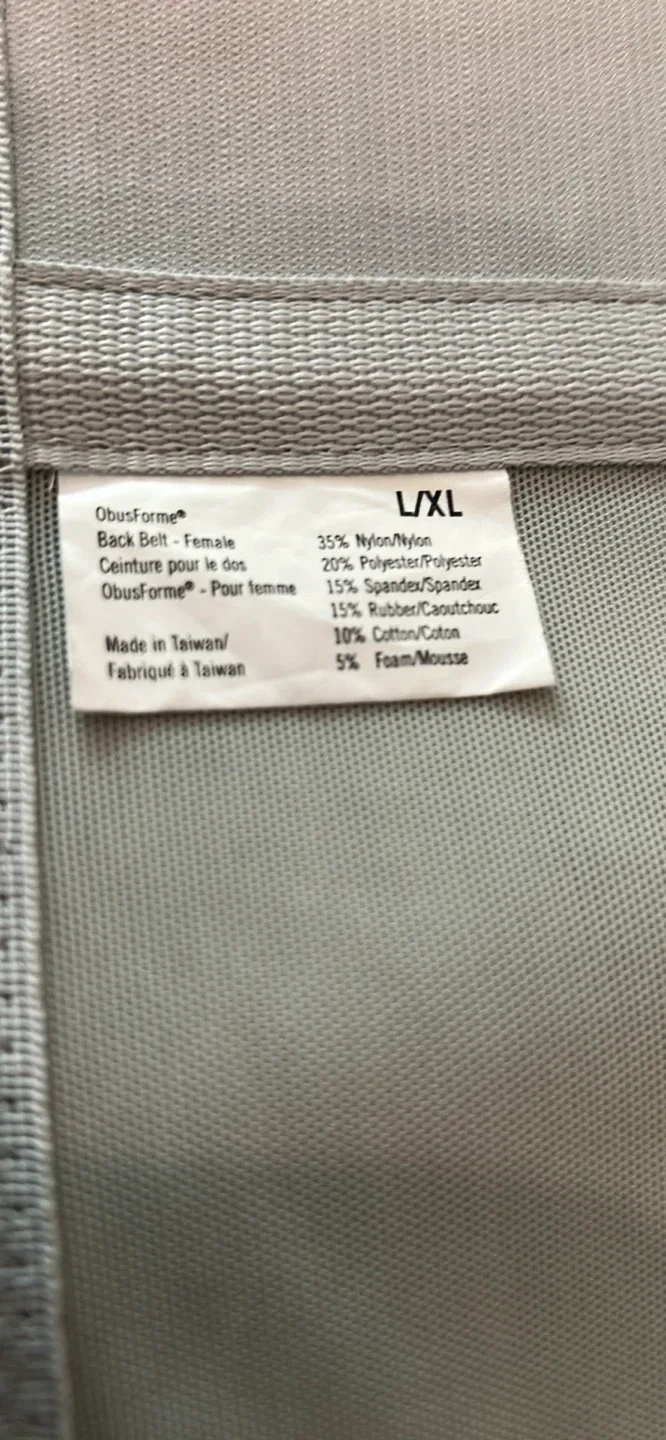 ObusForme®
Back Belt - Female
Ceinture pour le dos
ObusForme® - Pour femme
Made in Taiwan/
Fabriqué à Taiwan
L/XL
35% Nylon/Nylon
20% Polyester/Polyester
15% Spandex/Spandex
15% Rubber/Caoutchouc
10% Cotton/Coton
5% Foam/Mousse